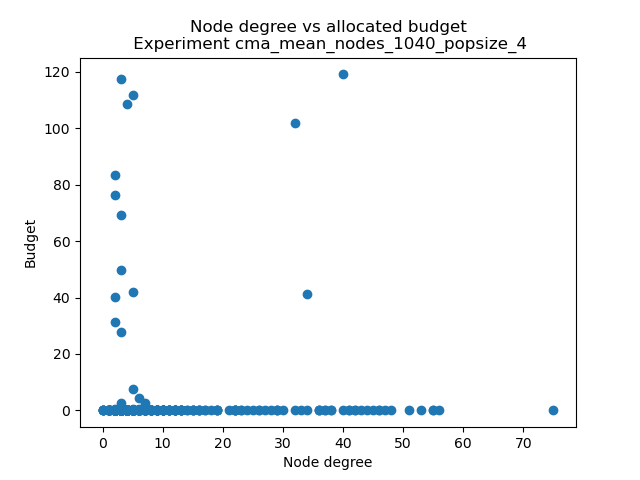 Node degree vs allocated budget
Experiment cma_mean_nodes_1040_popsize_4
120
100
80
60
40
20
0
Budget
0 10 20 30 40 50 60 70
Node degree